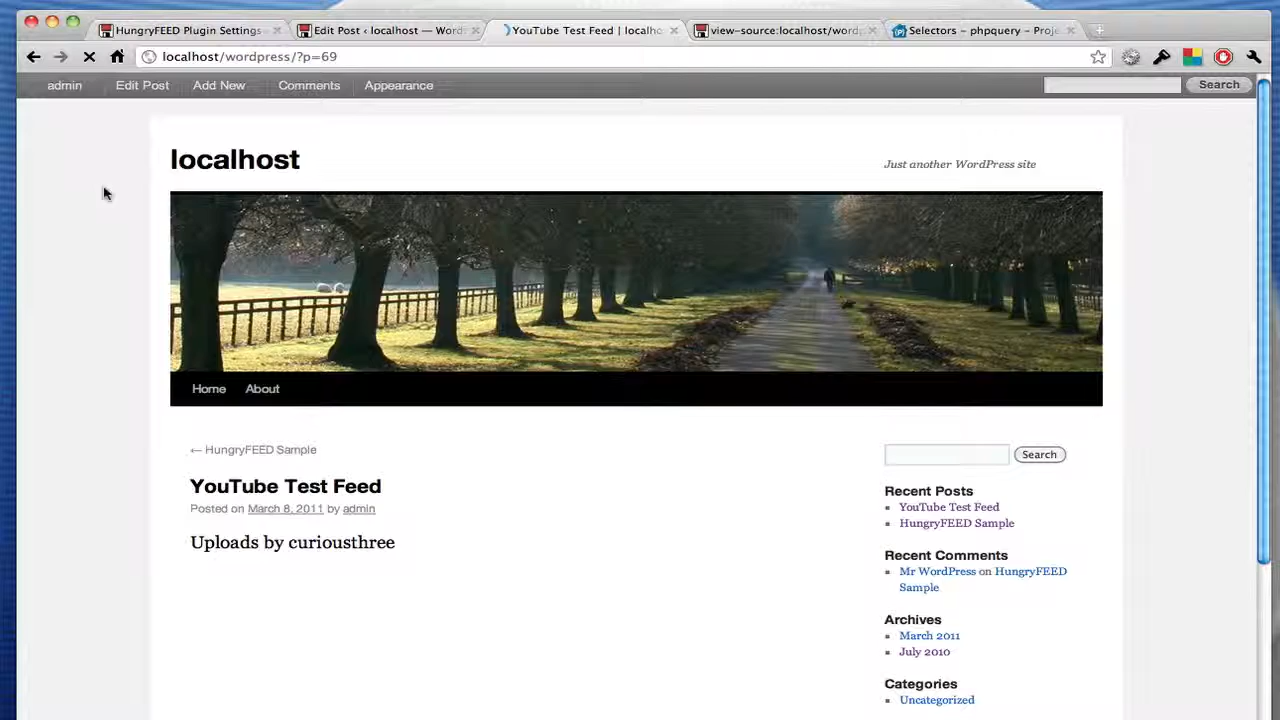 HungryFEED Plugin Settings
Edit Post ‹ localhost — Word
YouTube Test Feed | localho
view-source:localhost/word
Selectors - phpquery - Proje
localhost/wordpress/?p=69
admin Edit Post Add New Comments Appearance Search
localhost
Just another WordPress site
Home About
← HungryFEED Sample
YouTube Test Feed
Posted on March 8, 2011 by admin
Uploads by curiousthree
Search
Recent Posts
YouTube Test Feed
HungryFEED Sample
Recent Comments
Mr WordPress on HungryFEED
Sample
Archives
March 2011
July 2010
Categories
Uncategorized